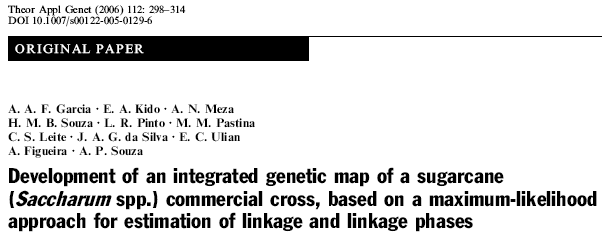 Theor Appl Genet (2006) 112: 298–314
DOI 10.1007/s00122-005-0129-6
ORIGINAL PAPER
A. A. F. Garcia · E. A. Kido · A. N. Meza
H. M. B. Souza · L. R. Pinto · M. M. Pastina
C. S. Leite · J. A. G. da Silva · E. C. Ulian
A. Figueira · A. P. Souza
Development of an integrated genetic map of a sugarcane
(Saccharum spp.) commercial cross, based on a maximum-likelihood
approach for estimation of linkage and linkage phases